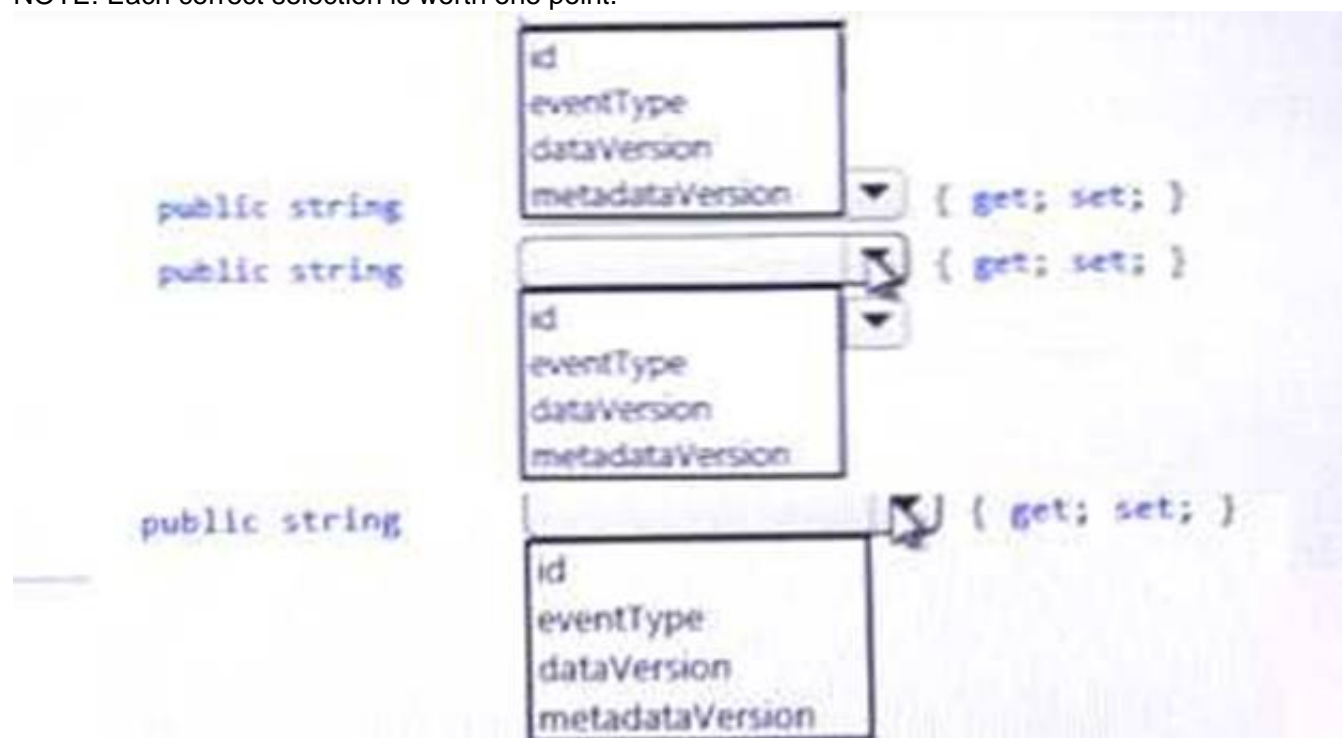 NOTE: Each correct selection is worth one point.
id
eventType
dataVersion
metadataVersion
public string { get; set; }
public string { get; set; }
id
eventType
dataVersion
metadataVersion
public string { get; set; }
id
eventType
dataVersion
metadataVersion